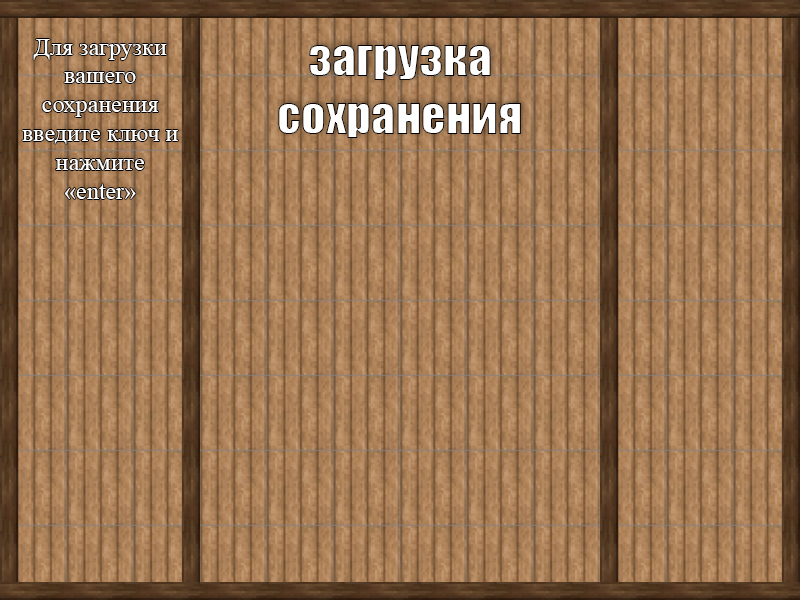 Для загрузки
вашего
сохранения
введите ключ и
нажмите
«enter»
загрузка
сохранения